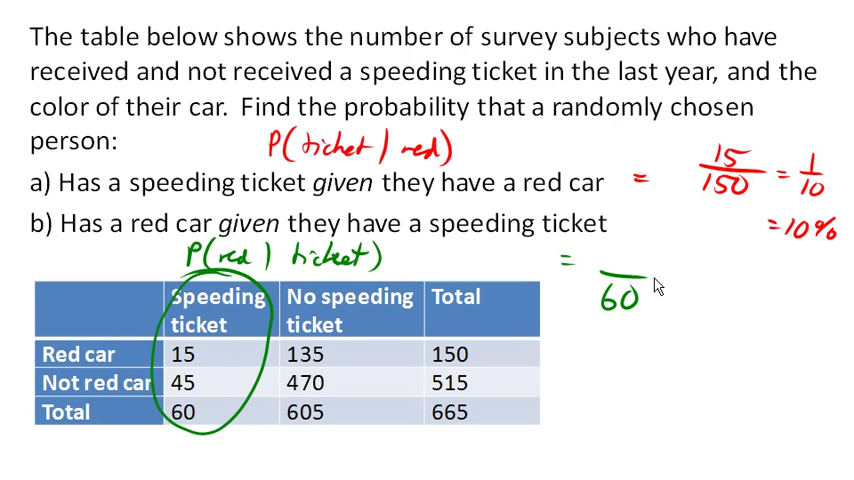 The table below shows the number of survey subjects who have
received and not received a speeding ticket in the last year, and the
color of their car. Find the probability that a randomly chosen
person:
P(ticket | red)
a) Has a speeding ticket given they have a red car = 15/150 = 1/10
= 10%
b) Has a red car given they have a speeding ticket
P(red | ticket) = /60
Speeding ticket No speeding ticket Total
Red car 15 135 150
Not red car 45 470 515
Total 60 605 665